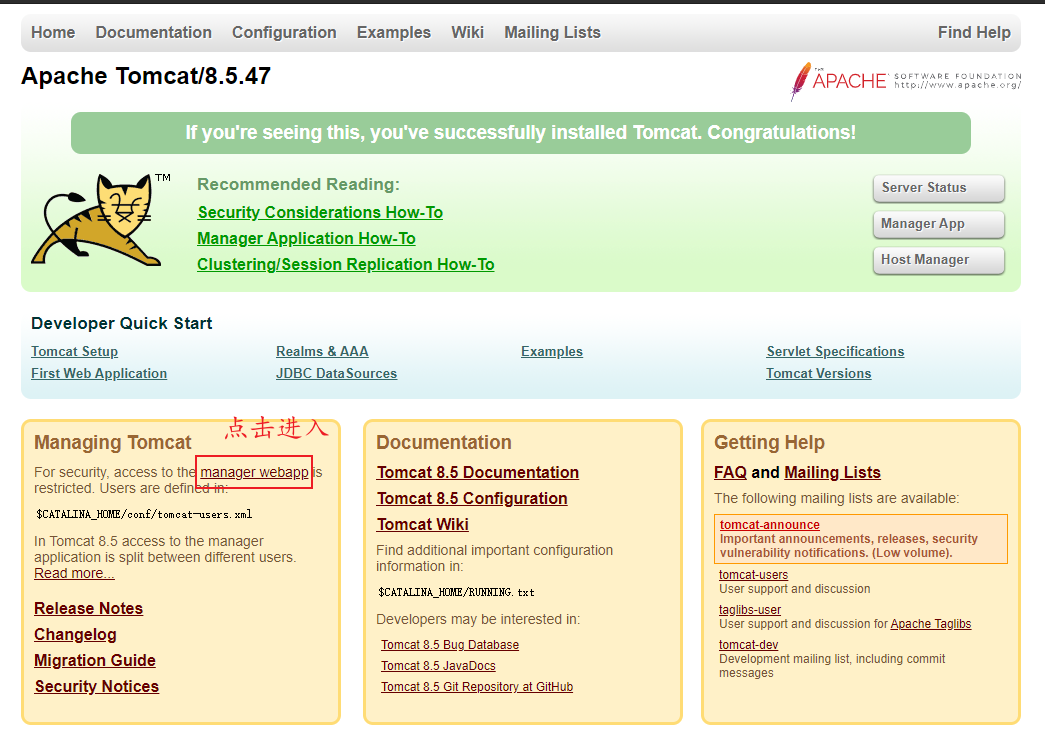 Home Documentation Configuration Examples Wiki Mailing Lists Find Help
Apache Tomcat/8.5.47
THE APACHE SOFTWARE FOUNDATION
http://www.apache.org/
If you're seeing this, you've successfully installed Tomcat. Congratulations!
TM
Recommended Reading:
Security Considerations How-To
Manager Application How-To
Clustering/Session Replication How-To
Server Status
Manager App
Host Manager
Developer Quick Start
Tomcat Setup
First Web Application
Realms & AAA
JDBC DataSources
Examples
Servlet Specifications
Tomcat Versions
点击进入
Managing Tomcat
For security, access to the manager webapp is
restricted. Users are defined in:
$CATALINA_HOME/conf/tomcat-users.xml
In Tomcat 8.5 access to the manager
application is split between different users.
Read more...
Release Notes
Changelog
Migration Guide
Security Notices
Documentation
Tomcat 8.5 Documentation
Tomcat 8.5 Configuration
Tomcat Wiki
Find additional important configuration
information in:
$CATALINA_HOME/RUNNING.txt
Developers may be interested in:
Tomcat 8.5 Bug Database
Tomcat 8.5 JavaDocs
Tomcat 8.5 Git Repository at GitHub
Getting Help
FAQ and Mailing Lists
The following mailing lists are available:
tomcat-announce
Important announcements, releases, security
vulnerability notifications. (Low volume).
tomcat-users
User support and discussion
taglibs-user
User support and discussion for Apache Taglibs
tomcat-dev
Development mailing list, including commit
messages